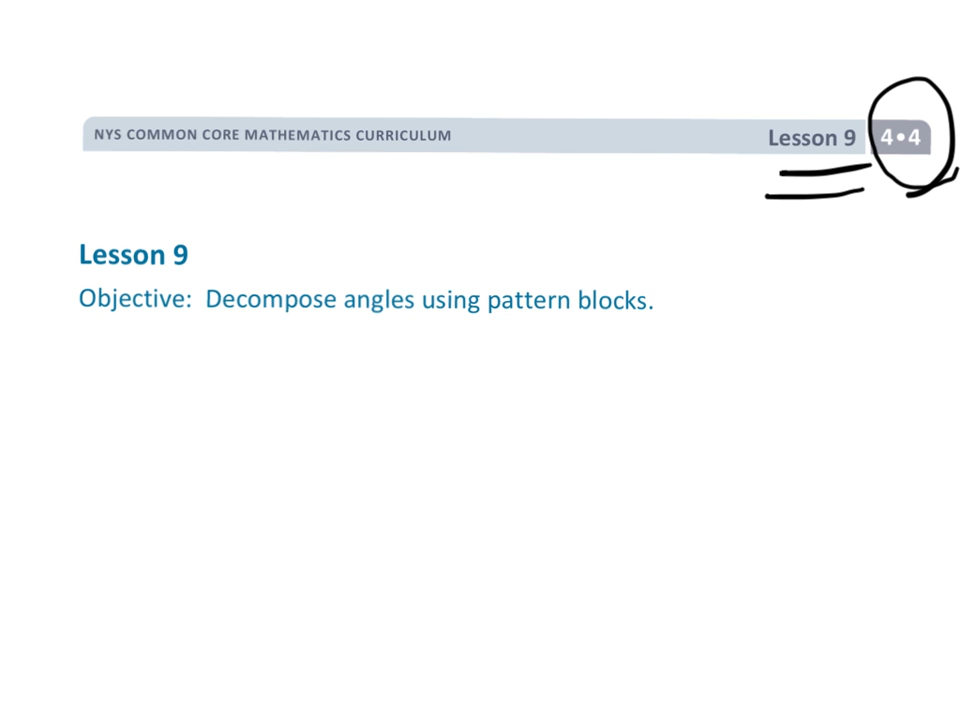 NYS COMMON CORE MATHEMATICS CURRICULUM Lesson 9 4•4
Lesson 9
Objective: Decompose angles using pattern blocks.